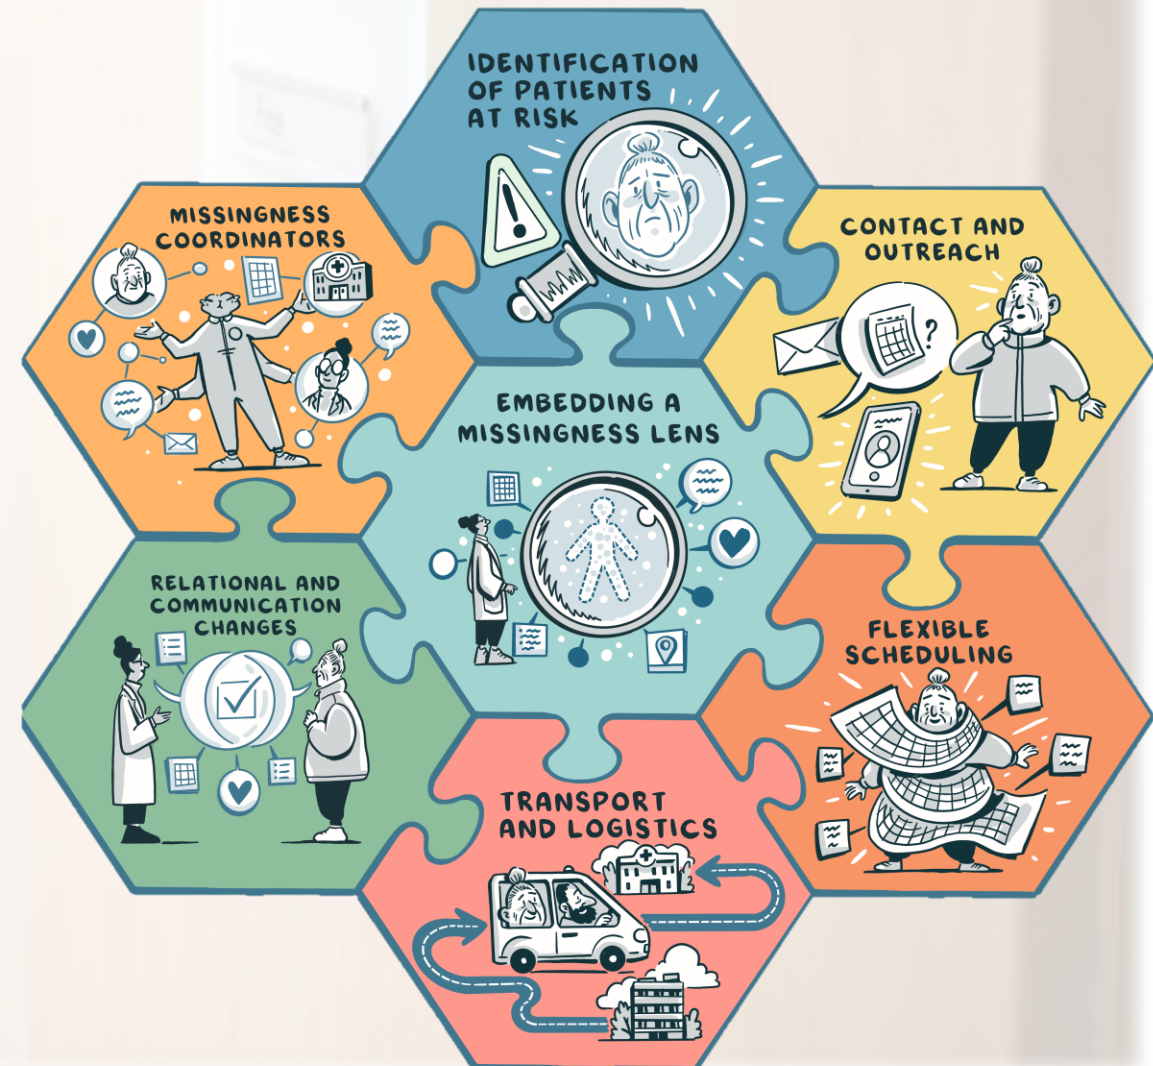 IDENTIFICATION
OF PATIENTS
AT RISK
MISSINGNESS
COORDINATORS
CONTACT AND
OUTREACH
?
EMBEDDING A
MISSINGNESS LENS
RELATIONAL AND
COMMUNICATION
CHANGES
FLEXIBLE
SCHEDULING
TRANSPORT
AND LOGISTICS